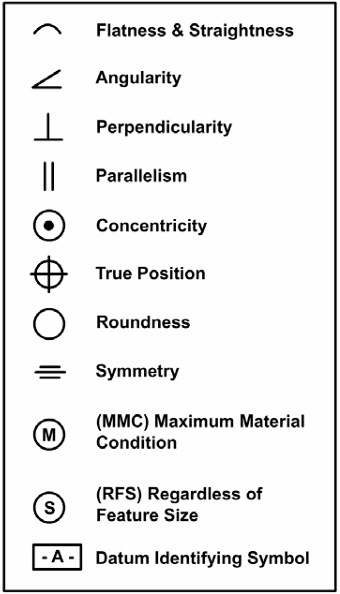 Flatness & Straightness
Angularity
Perpendicularity
Parallelism
Concentricity
True Position
Roundness
Symmetry
M (MMC) Maximum Material
Condition
S (RFS) Regardless of
Feature Size
- A - Datum Identifying Symbol